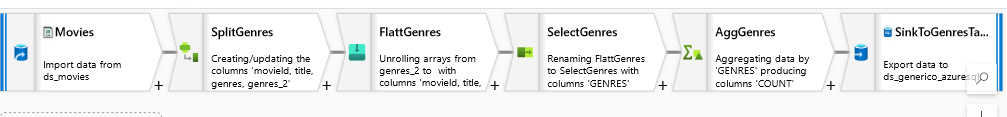 Movies
Import data from
ds_movies
+
SplitGenres
Creating/updating the
columns 'movieId, title,
genres, genres_2'
+
FlattGenres
Unrolling arrays from
genres_2 to with
columns 'movieId, title,
+
SelectGenres
Renaming FlattGenres
to SelectGenres with
columns 'GENRES'
+
AggGenres
Aggregating data by
'GENRES' producing
columns 'COUNT'
+
SinkToGenresTa...
Export data to
ds_generico_azuresql